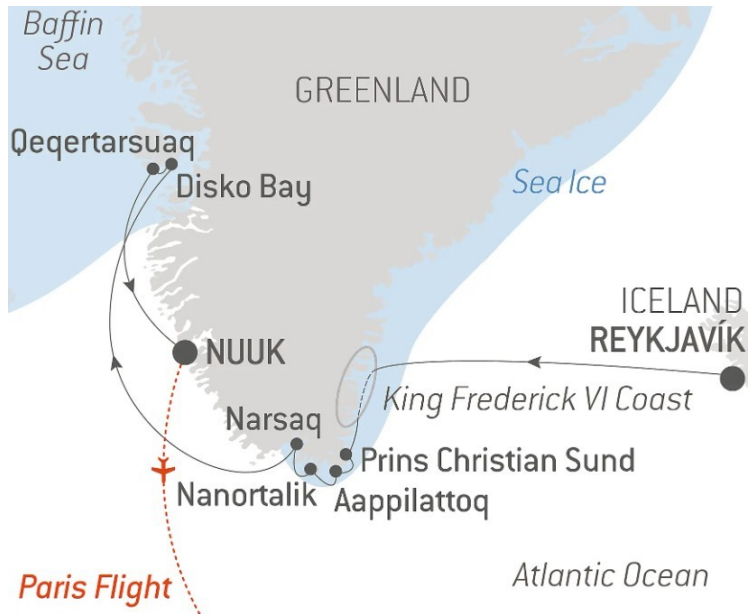 Baffin
Sea
GREENLAND
Qeqertarsuaq
Disko Bay
Sea Ice
ICELAND
REYKJAVÍK
NUUK
King Frederick VI Coast
Narsaq
Prins Christian Sund
Nanortalik
Aappilattoq
Paris Flight
Atlantic Ocean